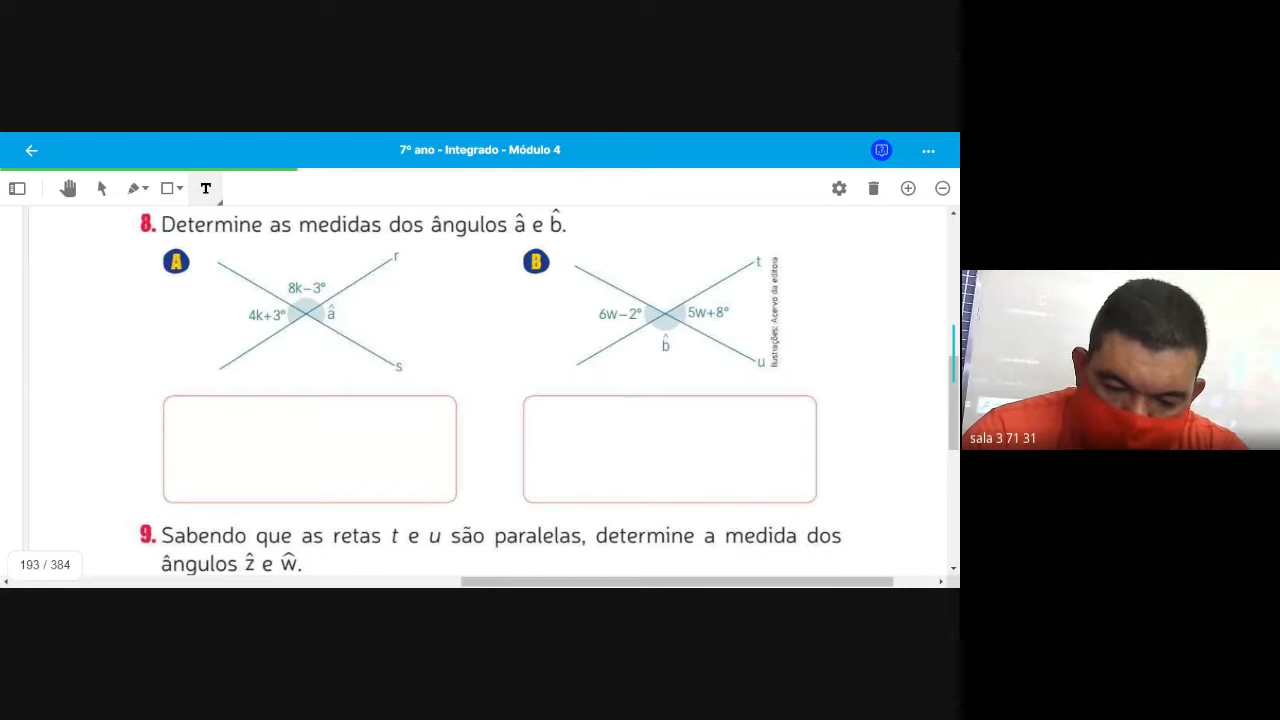 7º ano - Integrado - Módulo 4
T
8. Determine as medidas dos ângulos â e b̂.
A
r
8k−3°
4k+3°
â
s
B
t
6w−2°
5w+8°
b̂
u
Ilustrações: Acervo da editora
9. Sabendo que as retas t e u são paralelas, determine a medida dos
ângulos ẑ e ŵ.
193 / 384
sala 3 71 31